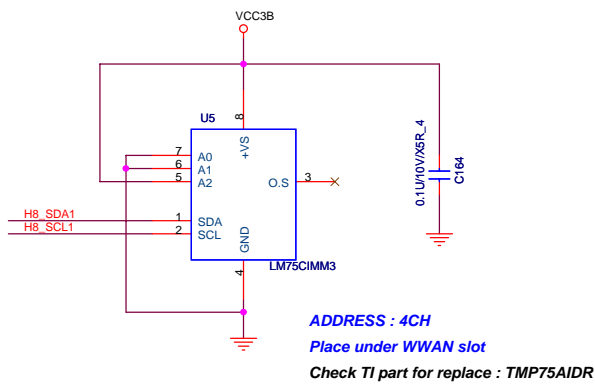 VCC3B
U5
8
+VS
7
A0
6
A1
5
A2
O.S
3
0.1U/10V/X5R_4
C164
H8_SDA1
1
SDA
H8_SCL1
2
SCL
GND
4
LM75CIMM3
ADDRESS : 4CH
Place under WWAN slot
Check TI part for replace : TMP75AIDR